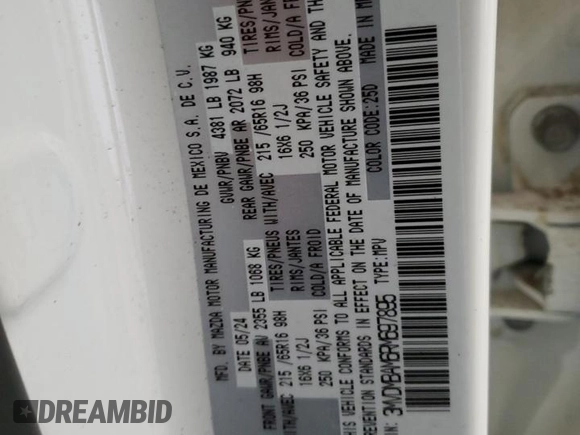 MFG. BY MAZDA MOTOR MANUFACTURING DE MEXICO S.A. DE C.V.
DATE 05/24 GVWR/PNBV 4381 LB 1987 KG
FRONT GAWR/PNBE AV 2355 LB 1068 KG REAR GAWR/PNBE AR 2072 LB 940 KG
TIRES/PNEUS WITH/AVEC 215 /65R16 98H TIRES/PN
WITH/AVEC 215 /65R16 98H
RIMS/JANTES 16X6 1/2J RIMS/JANTE
16X6 1/2J
COLD/A FROID 250 KPA/36 PSI COLD/A FRO
250 KPA/36 PSI
THIS VEHICLE CONFORMS TO ALL APPLICABLE FEDERAL MOTOR VEHICLE SAFETY AND THE
PREVENTION STANDARDS IN EFFECT ON THE DATE OF MANUFACTURE SHOWN ABOVE.
TYPE: MPV COLOR CODE: 25D MADE IN ME
DREAMBID